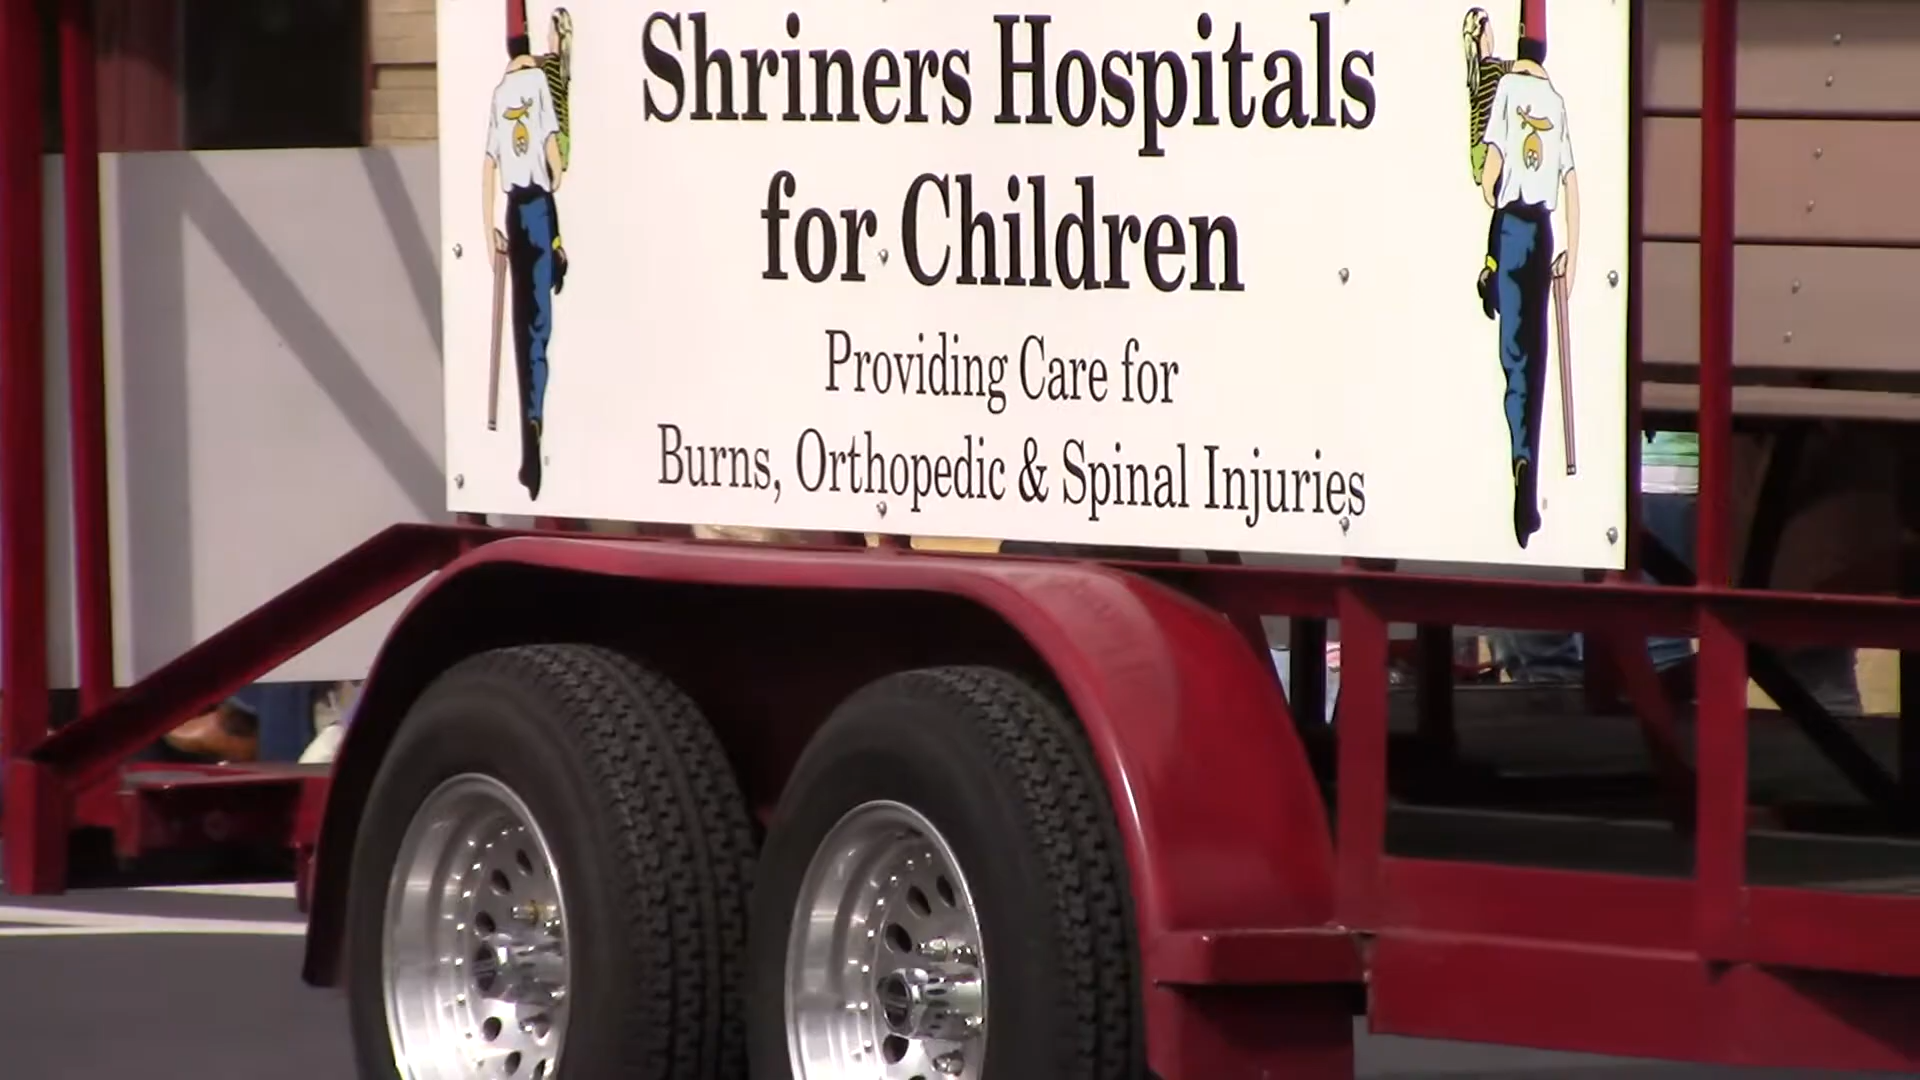 Shriners Hospitals
for Children
Providing Care for
Burns, Orthopedic & Spinal Injuries